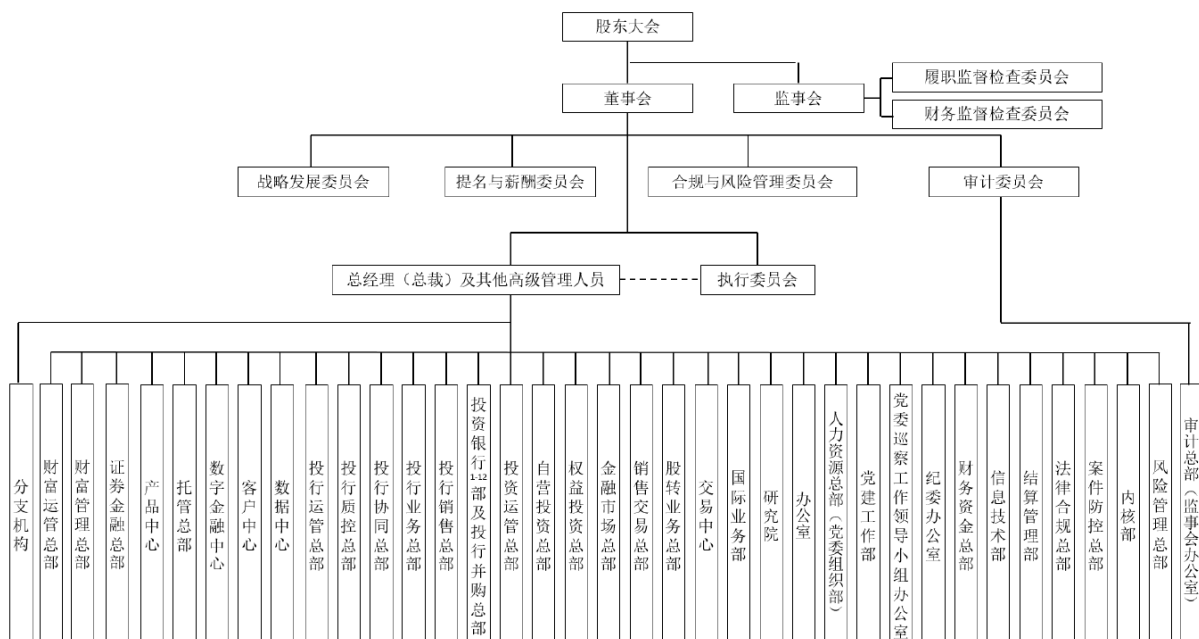 股东大会
董事会
监事会
履职监督检查委员会
财务监督检查委员会
战略发展委员会
提名与薪酬委员会
合规与风险管理委员会
审计委员会
总经理（总裁）及其他高级管理人员
执行委员会
分支机构
财富运管总部
财富管理总部
证券金融总部
产品中心
托管总部
数字金融中心
客户中心
数据中心
投行运管总部
投行质控总部
投行协同总部
投行业务总部
投行销售总部
投资银行1-12部及投行并购总部
投资运管总部
自营投资总部
权益投资总部
金融市场总部
销售交易总部
股转业务总部
交易中心
国际业务部
研究院
办公室
人力资源总部（党委组织部）
党建工作部
党委巡察工作领导小组办公室
纪委办公室
财务资金总部
信息技术部
结算管理部
法律合规总部
案件防控总部
内核部
风险管理总部
审计总部（监事会办公室）